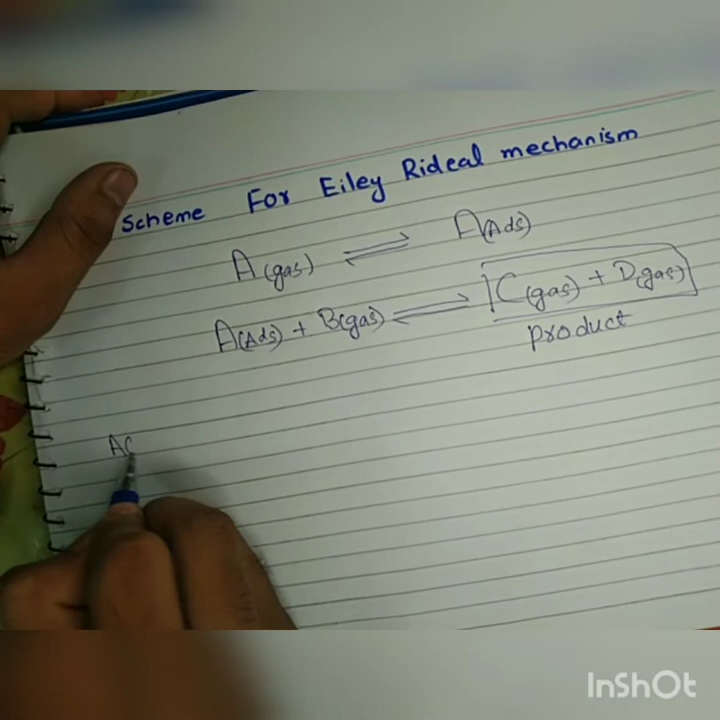 Scheme For Eiley Rideal mechanism
A(gas) ⇌ A(Ads)
A(Ads) + B(gas) ⇌ C(gas) + D(gas)
product
A(
InShOt